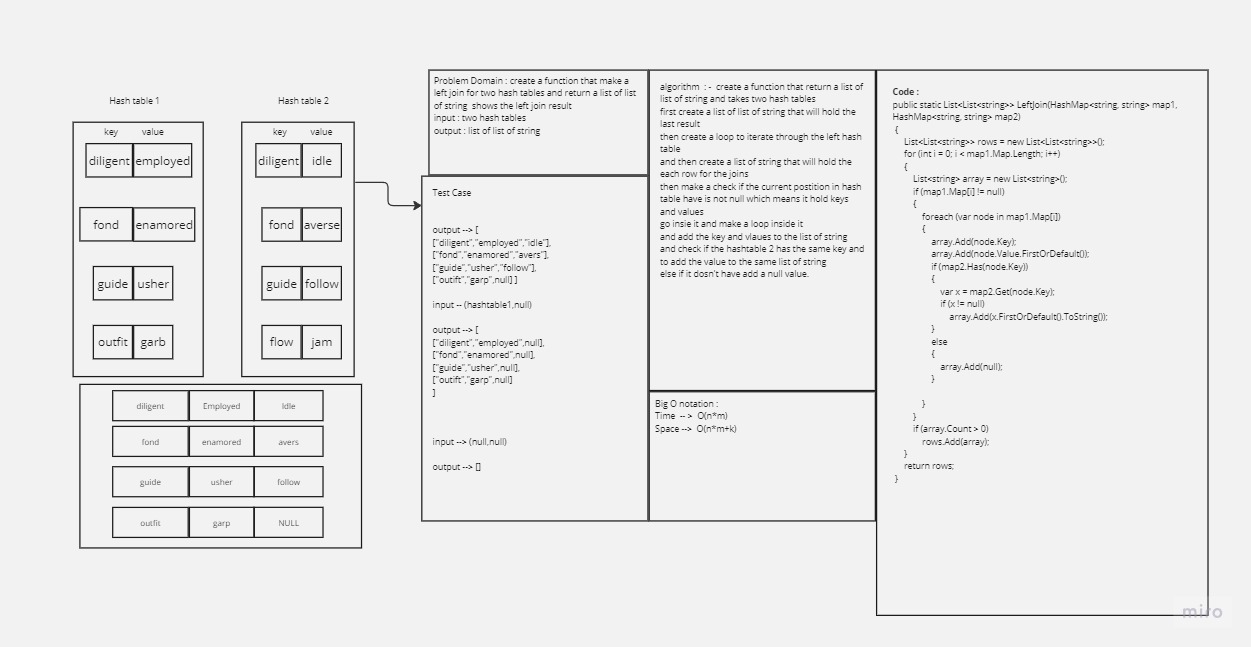 Hash table 1
key value
diligent employed
fond enamored
guide usher
outfit garb
Hash table 2
key value
diligent idle
fond averse
guide follow
flow jam
diligent Employed Idle
fond enamored avers
guide usher follow
outfit garp NULL
Problem Domain : create a function that make a
left join for two hash tables and return a list of list
of string shows the left join result
input : two hash tables
output : list of list of string
Test Case
output --> [
["diligent","employed","idle"],
["fond","enamored","avers"],
["guide","usher","follow"],
["outift","garp",null] ]
input -- (hashtable1,null)
output --> [
["diligent","employed",null],
["fond","enamored",null],
["guide","usher",null],
["outift","garp",null]
]
input --> (null,null)
output --> []
algorithm : - create a function that return a list of
list of string and takes two hash tables
first create a list of list of string that will hold the
last result
then create a loop to iterate through the left hash
table
and then create a list of string that will hold the
each row for the joins
then make a check if the current postition in hash
table have is not null which means it hold keys
and values
go insie it and make a loop inside it
and add the key and vlaues to the list of string
and check if the hashtable 2 has the same key and
to add the value to the same list of string
else if it dosn't have add a null value.
Big O notation :
Time --> O(n*m)
Space --> O(n*m+k)
Code :
public static List<List<string>> LeftJoin(HashMap<string, string> map1,
HashMap<string, string> map2)
{
List<List<string>> rows = new List<List<string>>();
for (int i = 0; i < map1.Map.Length; i++)
{
List<string> array = new List<string>();
if (map1.Map[i] != null)
{
foreach (var node in map1.Map[i])
{
array.Add(node.Key);
array.Add(node.Value.FirstOrDefault());
if (map2.Has(node.Key))
{
var x = map2.Get(node.Key);
if (x != null)
array.Add(x.FirstOrDefault().ToString());
}
else
{
array.Add(null);
}
}
}
if (array.Count > 0)
rows.Add(array);
}
return rows;
}
miro